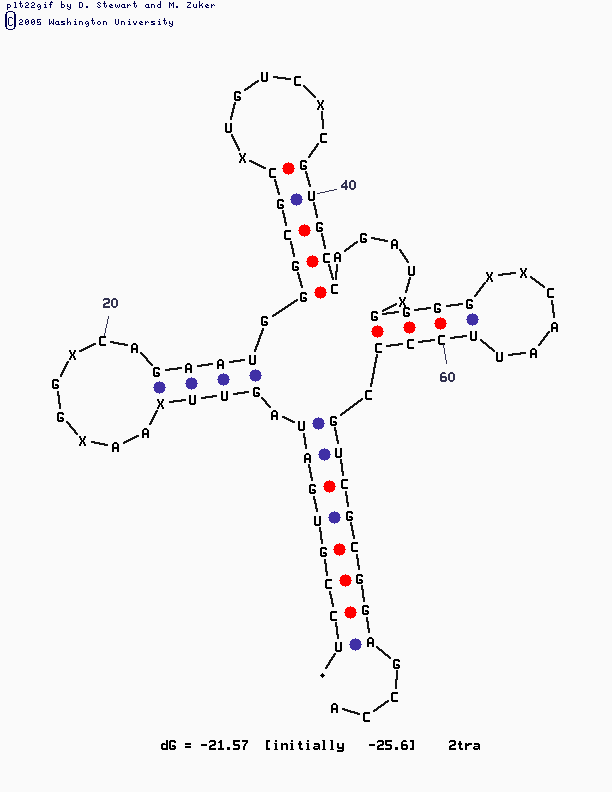 plt22gif by D. Stewart and M. Zuker
©2005 Washington University
U C C G U G A U A G U U X A A X G G X C A G A A U G G G C G C X U G U C X C G U G C C A G A U X G G G G X X C A A U U C C C C G U C G C G G A G C C A
40
20
60
dG = -21.57 [initially -25.6] 2tra